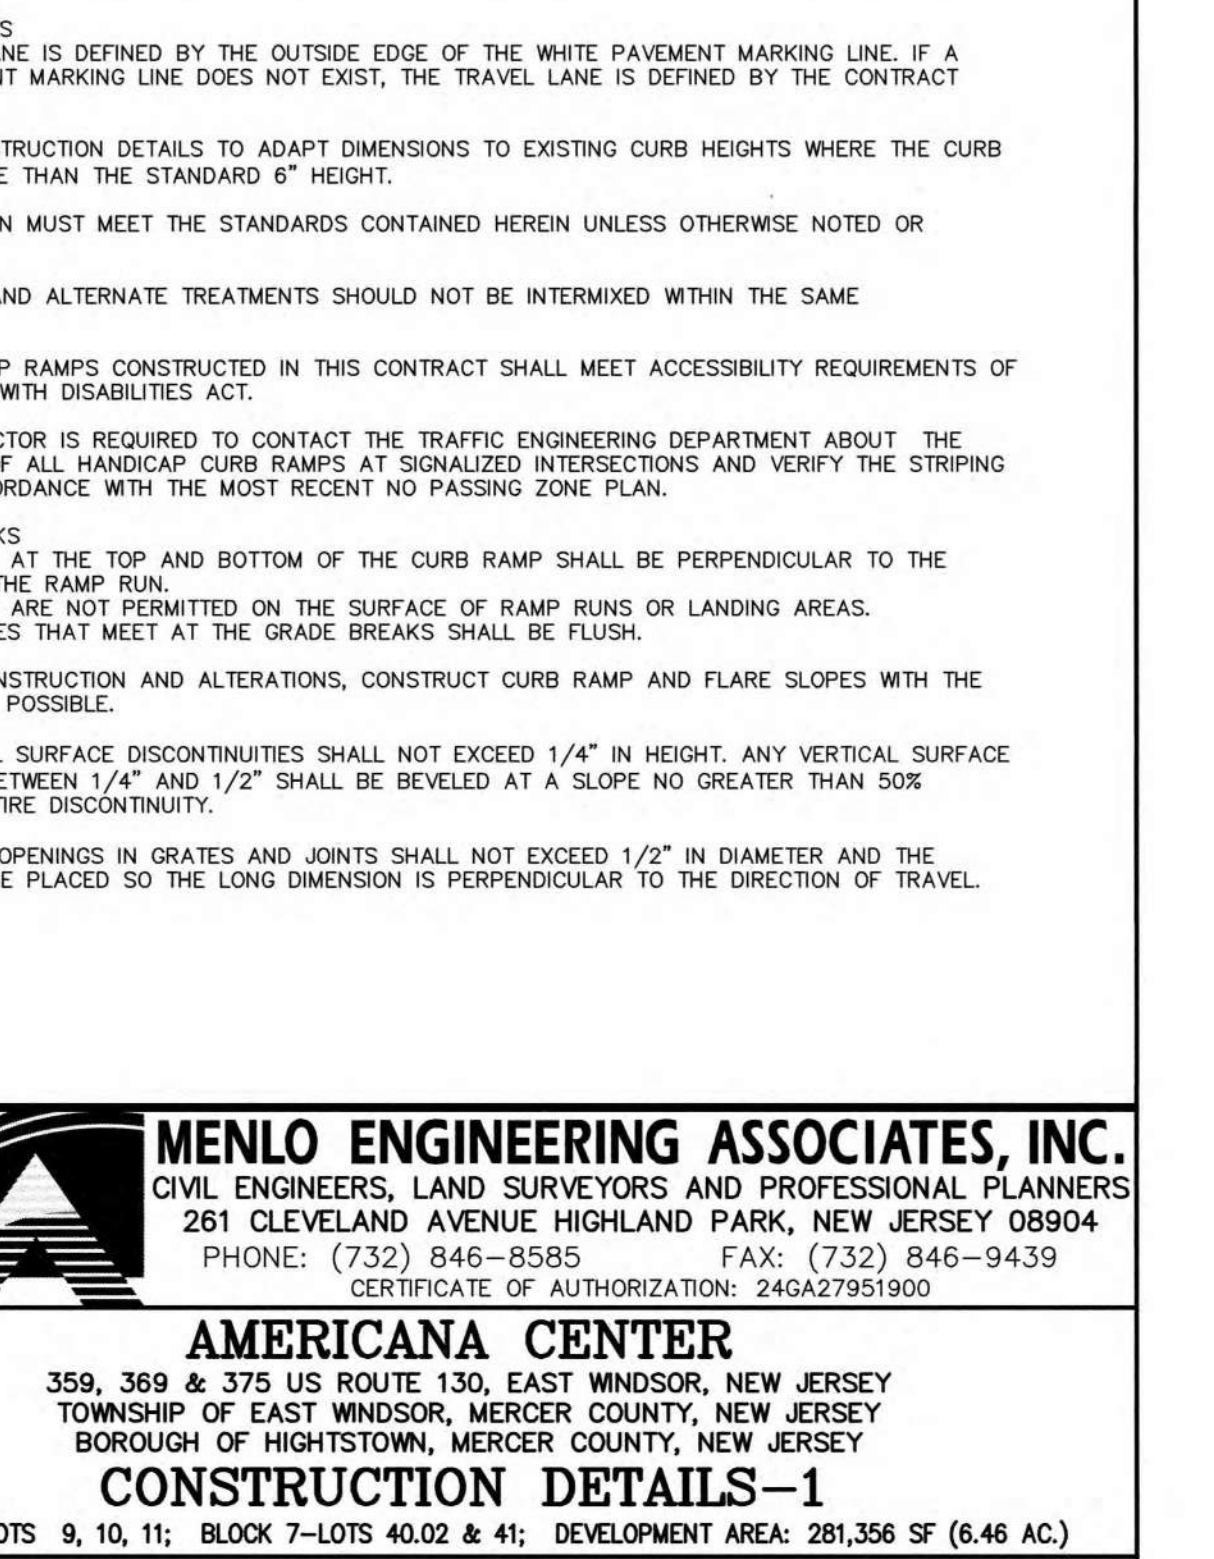 S
NE IS DEFINED BY THE OUTSIDE EDGE OF THE WHITE PAVEMENT MARKING LINE. IF A
NT MARKING LINE DOES NOT EXIST, THE TRAVEL LANE IS DEFINED BY THE CONTRACT
TRUCTION DETAILS TO ADAPT DIMENSIONS TO EXISTING CURB HEIGHTS WHERE THE CURB
E THAN THE STANDARD 6" HEIGHT.
N MUST MEET THE STANDARDS CONTAINED HEREIN UNLESS OTHERWISE NOTED OR
AND ALTERNATE TREATMENTS SHOULD NOT BE INTERMIXED WITHIN THE SAME
P RAMPS CONSTRUCTED IN THIS CONTRACT SHALL MEET ACCESSIBILITY REQUIREMENTS OF
WITH DISABILITIES ACT.
CTOR IS REQUIRED TO CONTACT THE TRAFFIC ENGINEERING DEPARTMENT ABOUT THE
F ALL HANDICAP CURB RAMPS AT SIGNALIZED INTERSECTIONS AND VERIFY THE STRIPING
ORDANCE WITH THE MOST RECENT NO PASSING ZONE PLAN.
KS
AT THE TOP AND BOTTOM OF THE CURB RAMP SHALL BE PERPENDICULAR TO THE
THE RAMP RUN.
ARE NOT PERMITTED ON THE SURFACE OF RAMP RUNS OR LANDING AREAS.
ES THAT MEET AT THE GRADE BREAKS SHALL BE FLUSH.
NSTRUCTION AND ALTERATIONS, CONSTRUCT CURB RAMP AND FLARE SLOPES WITH THE
POSSIBLE.
L SURFACE DISCONTINUITIES SHALL NOT EXCEED 1/4" IN HEIGHT. ANY VERTICAL SURFACE
ETWEEN 1/4" AND 1/2" SHALL BE BEVELED AT A SLOPE NO GREATER THAN 50%
TIRE DISCONTINUITY.
OPENINGS IN GRATES AND JOINTS SHALL NOT EXCEED 1/2" IN DIAMETER AND THE
E PLACED SO THE LONG DIMENSION IS PERPENDICULAR TO THE DIRECTION OF TRAVEL.
MENLO ENGINEERING ASSOCIATES, INC.
CIVIL ENGINEERS, LAND SURVEYORS AND PROFESSIONAL PLANNERS
261 CLEVELAND AVENUE HIGHLAND PARK, NEW JERSEY 08904
PHONE: (732) 846-8585 FAX: (732) 846-9439
CERTIFICATE OF AUTHORIZATION: 24GA27951900
AMERICANA CENTER
359, 369 & 375 US ROUTE 130, EAST WINDSOR, NEW JERSEY
TOWNSHIP OF EAST WINDSOR, MERCER COUNTY, NEW JERSEY
BOROUGH OF HIGHTSTOWN, MERCER COUNTY, NEW JERSEY
CONSTRUCTION DETAILS-1
OTS 9, 10, 11; BLOCK 7-LOTS 40.02 & 41; DEVELOPMENT AREA: 281,356 SF (6.46 AC.)